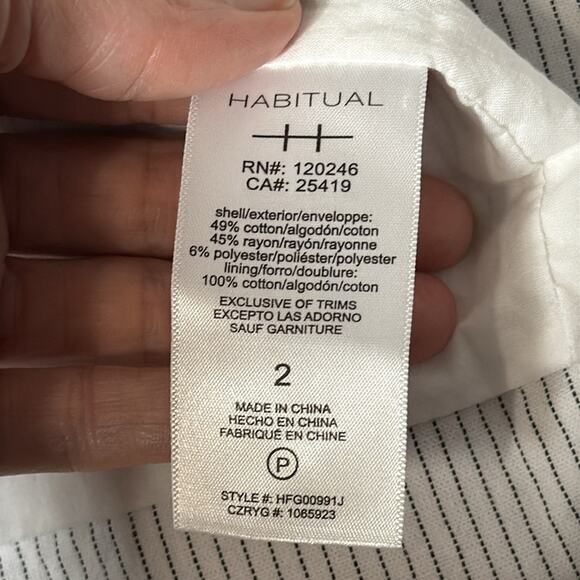 HABITUAL
RN#: 120246
CA#: 25419
shell/exterior/enveloppe:
49% cotton/algodón/coton
45% rayon/rayón/rayonne
6% polyester/poliéster/polyester
lining/forro/doublure:
100% cotton/algodón/coton
EXCLUSIVE OF TRIMS
EXCEPTO LAS ADORNO
SAUF GARNITURE
2
MADE IN CHINA
HECHO EN CHINA
FABRIQUÉ EN CHINE
P
STYLE #: HFG00991J
CZRYG #: 1065923